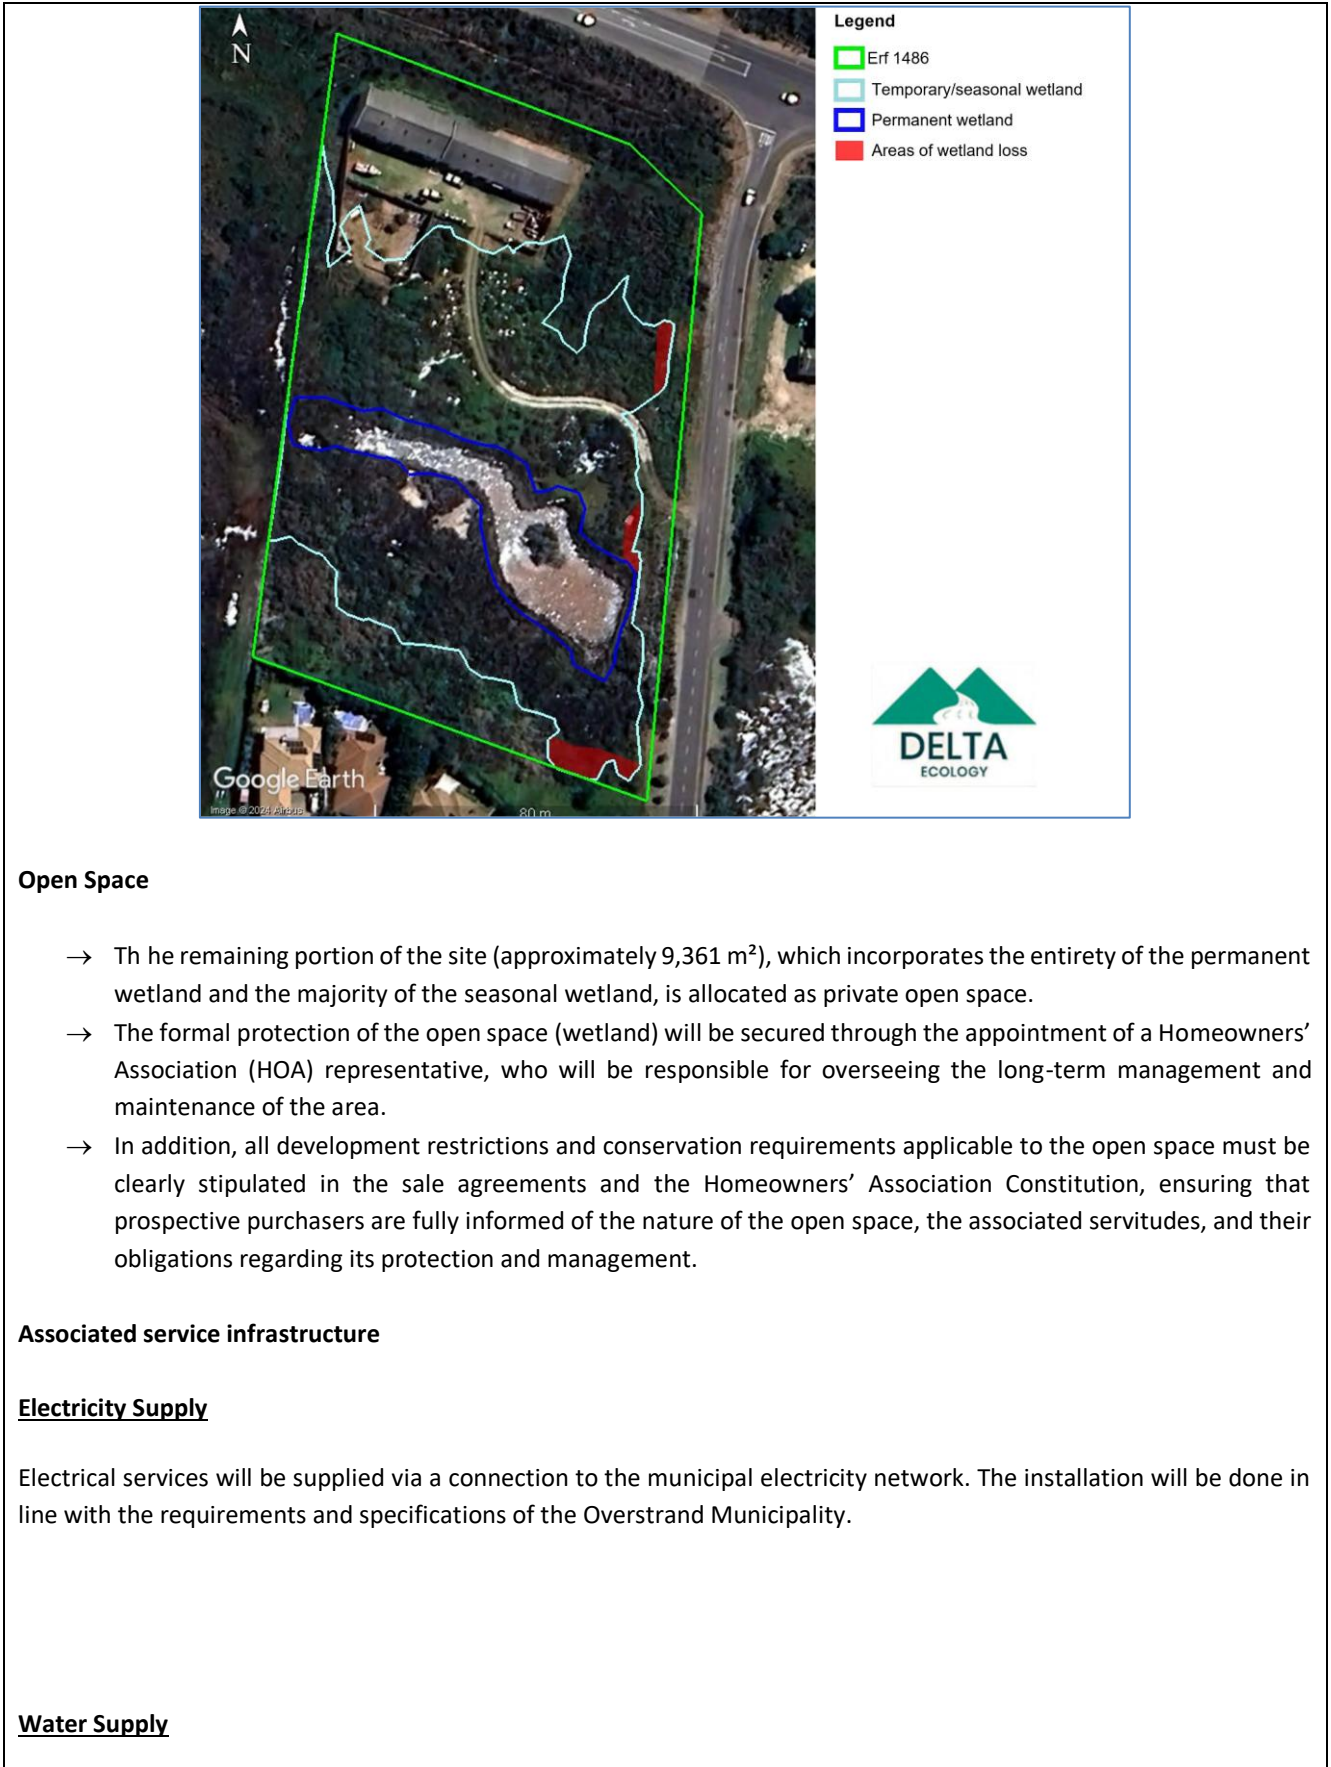 N
Legend
Erf 1486
Temporary/seasonal wetland
Permanent wetland
Areas of wetland loss
Google Earth
Image © 2024 Airbus
80 m
DELTA
ECOLOGY
Open Space
→ Th he remaining portion of the site (approximately 9,361 m²), which incorporates the entirety of the permanent
wetland and the majority of the seasonal wetland, is allocated as private open space.
→ The formal protection of the open space (wetland) will be secured through the appointment of a Homeowners’
Association (HOA) representative, who will be responsible for overseeing the long-term management and
maintenance of the area.
→ In addition, all development restrictions and conservation requirements applicable to the open space must be
clearly stipulated in the sale agreements and the Homeowners’ Association Constitution, ensuring that
prospective purchasers are fully informed of the nature of the open space, the associated servitudes, and their
obligations regarding its protection and management.
Associated service infrastructure
Electricity Supply
Electrical services will be supplied via a connection to the municipal electricity network. The installation will be done in
line with the requirements and specifications of the Overstrand Municipality.
Water Supply